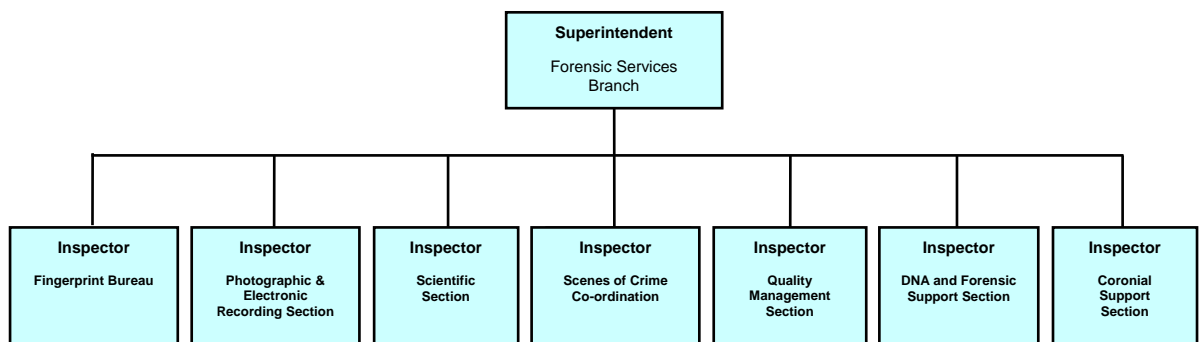 Superintendent
Forensic Services
Branch
Inspector
Fingerprint Bureau
Inspector
Photographic &
Electronic
Recording Section
Inspector
Scientific
Section
Inspector
Scenes of Crime
Co-ordination
Inspector
Quality
Management
Section
Inspector
DNA and Forensic
Support Section
Inspector
Coronial
Support
Section